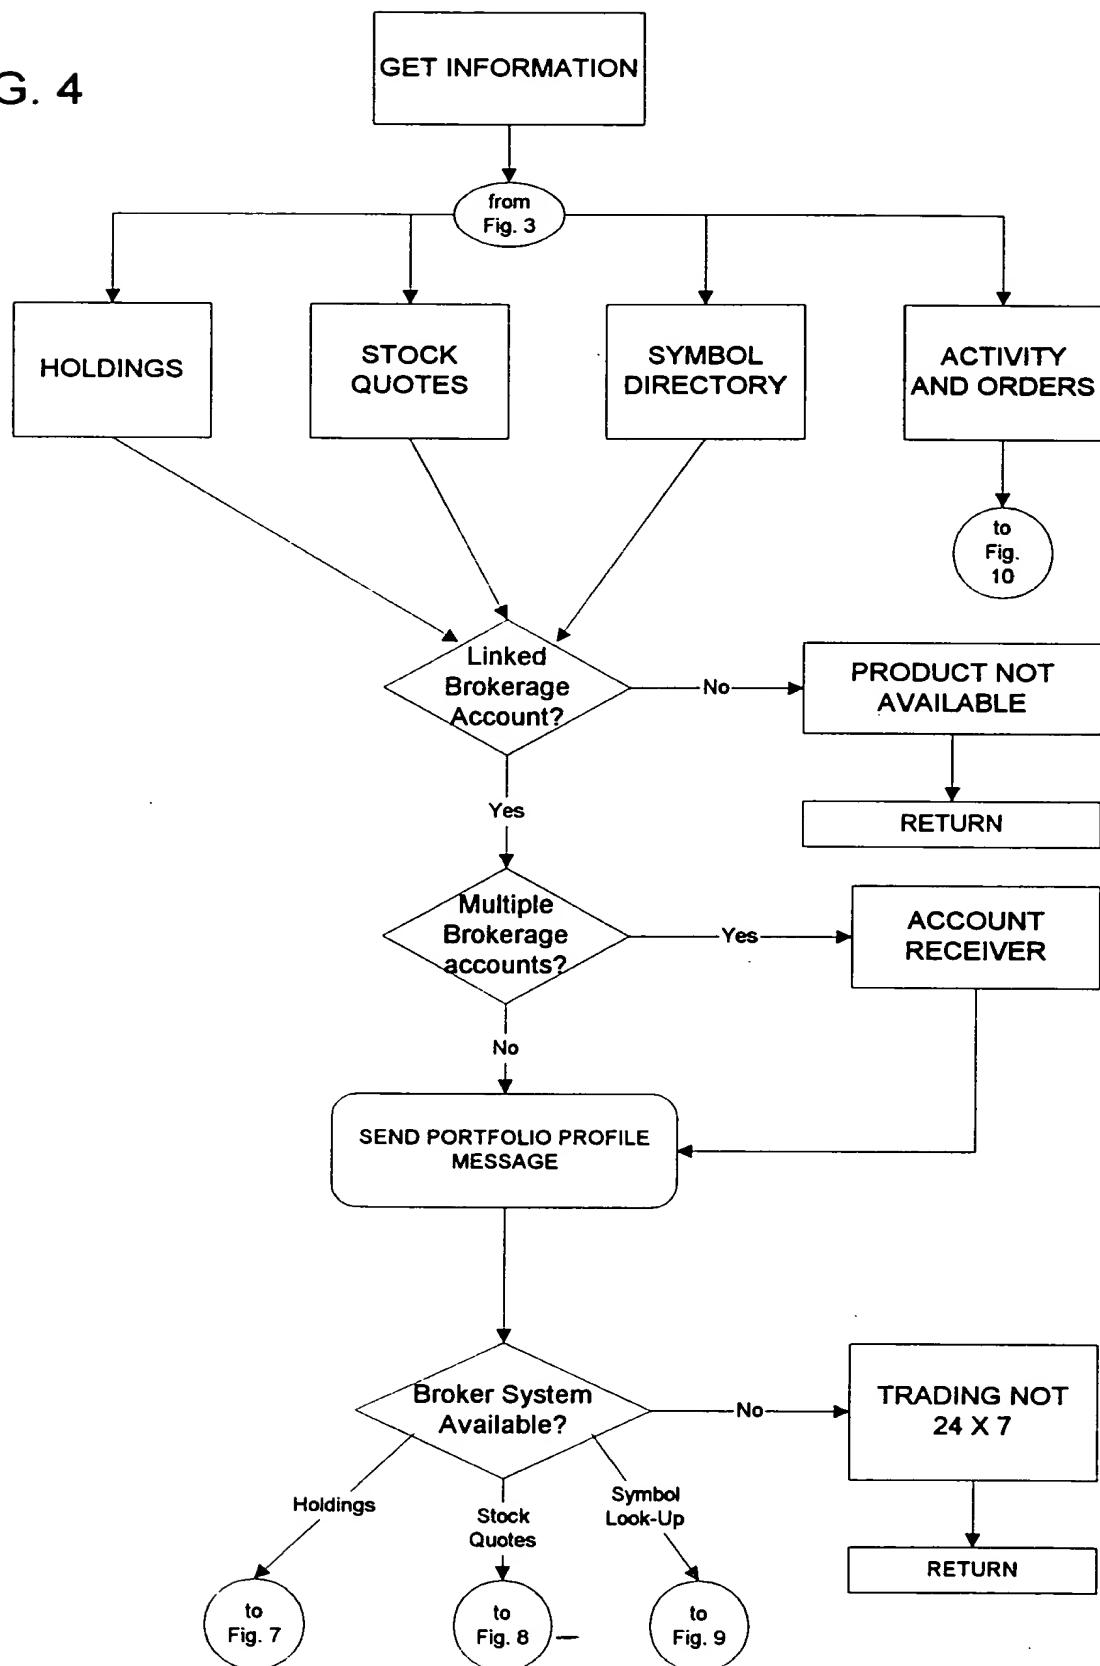 G. 4
GET INFORMATION
from
Fig. 3
HOLDINGS
STOCK
QUOTES
SYMBOL
DIRECTORY
ACTIVITY
AND ORDERS
to
Fig.
10
Linked
Brokerage
Account?
No
PRODUCT NOT
AVAILABLE
RETURN
Yes
Multiple
Brokerage
accounts?
Yes
ACCOUNT
RECEIVER
No
SEND PORTFOLIO PROFILE
MESSAGE
Broker System
Available?
No
TRADING NOT
24 X 7
RETURN
Holdings
Stock
Quotes
Symbol
Look-Up
to
Fig. 7
to
Fig. 8
to
Fig. 9